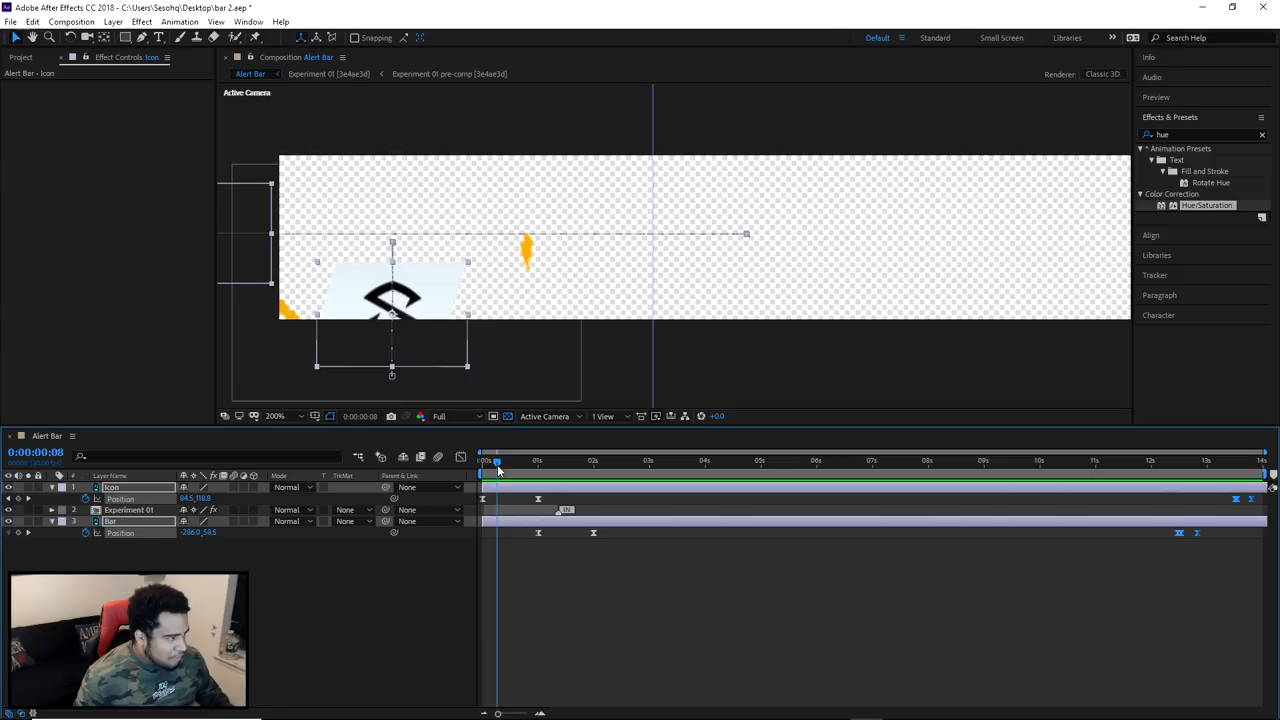 Adobe After Effects CC 2018 - C:\Users\Sesohq\Desktop\bar 2.aep *
File Edit Composition Layer Effect Animation View Window Help
Snapping Default Standard Small Screen Libraries Search Help
Project Effect Controls Icon Composition Alert Bar Info
Alert Bar - Icon Alert Bar Experiment 01 [3e4ae3d] Experiment 01 pre-comp [3e4ae3d] Renderer: Classic 3D Audio
Active Camera
Preview
Effects & Presets
hue
* Animation Presets
Text
Fill and Stroke
Rotate Hue
Color Correction
Hue/Saturation
Align
Libraries
Tracker
Paragraph
Character
200% 0:00:00:08 Full Active Camera 1 View +0.0
Alert Bar
0:00:00:08
:00s 01s 02s 03s 04s 05s 06s 07s 08s 09s 10s 11s 12s 13s 14s
# Layer Name Mode T TrkMat Parent & Link
1 Icon Normal None
Position 84.5,118.8
2 Experiment 01 Normal None None IN
3 Bar Normal None None
Position -286.0,58.5